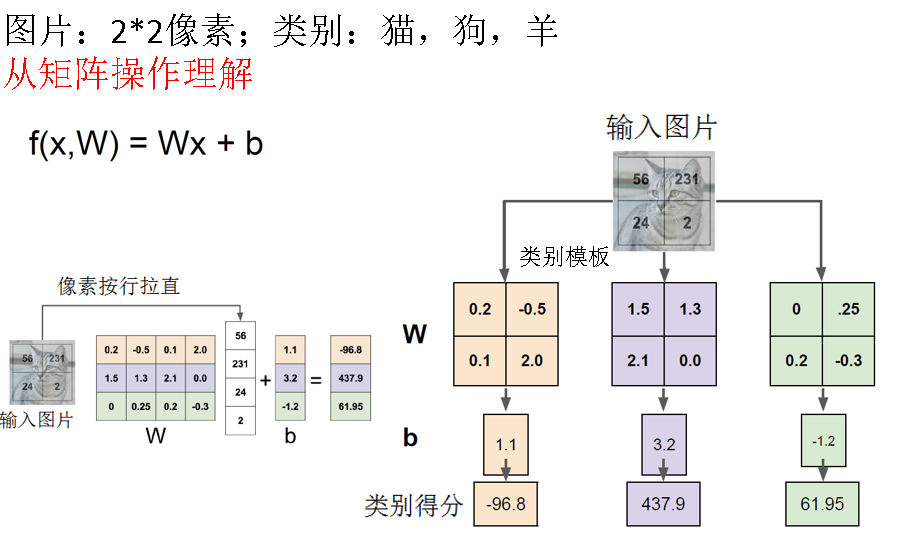 图片：2*2像素；类别：猫，狗，羊
从矩阵操作理解
f(x,W) = Wx + b
像素按行拉直
56 231
24 2
输入图片
0.2 -0.5 0.1 2.0
1.5 1.3 2.1 0.0
0 0.25 0.2 -0.3
W
56
231
24
2
+
1.1
3.2
-1.2
b
=
-96.8
437.9
61.95
输入图片
56 231
24 2
类别模板
W
0.2 -0.5
0.1 2.0
1.5 1.3
2.1 0.0
0 .25
0.2 -0.3
b
1.1
3.2
-1.2
类别得分
-96.8
437.9
61.95